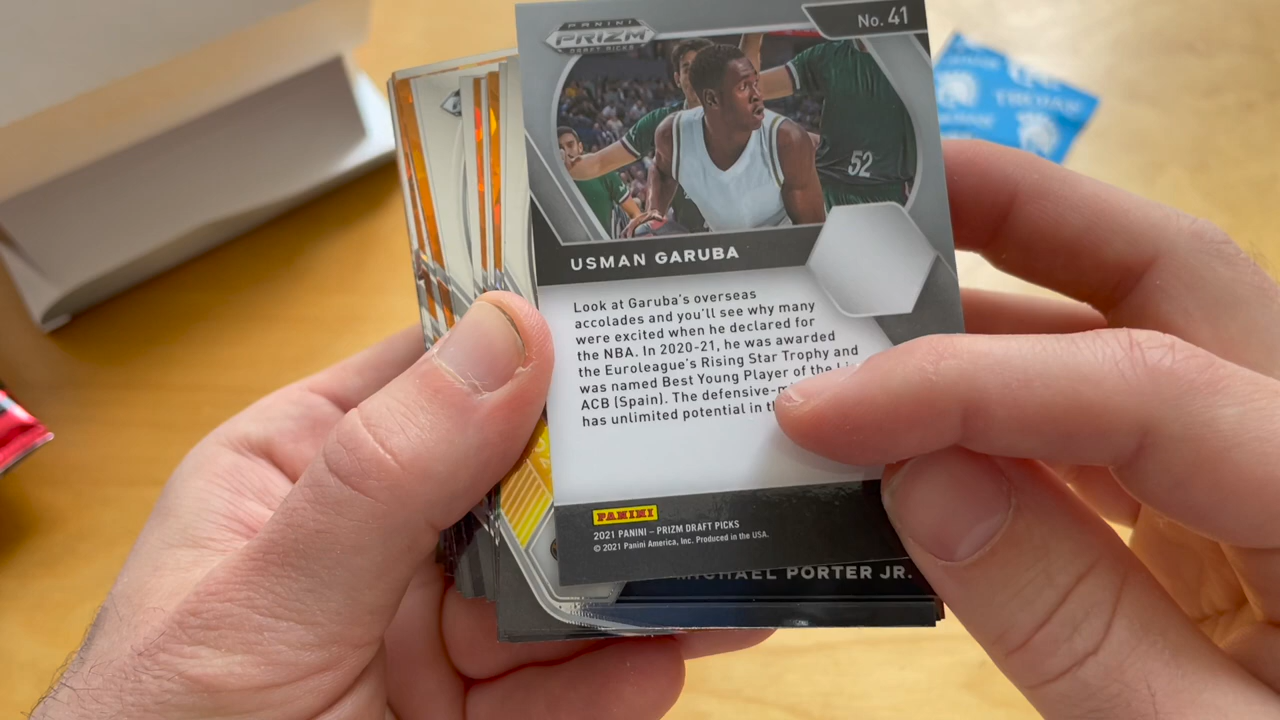 PANINI
PRIZM
DRAFT PICKS
No. 41
TROJAN
52
USMAN GARUBA
Look at Garuba's overseas
accolades and you'll see why many
were excited when he declared for
the NBA. In 2020-21, he was awarded
the Euroleague's Rising Star Trophy and
was named Best Young Player of the
ACB (Spain). The defensive-
has unlimited potential in
PANINI
2021 PANINI – PRIZM DRAFT PICKS
© 2021 Panini America, Inc. Produced in the USA.
MICHAEL PORTER JR.